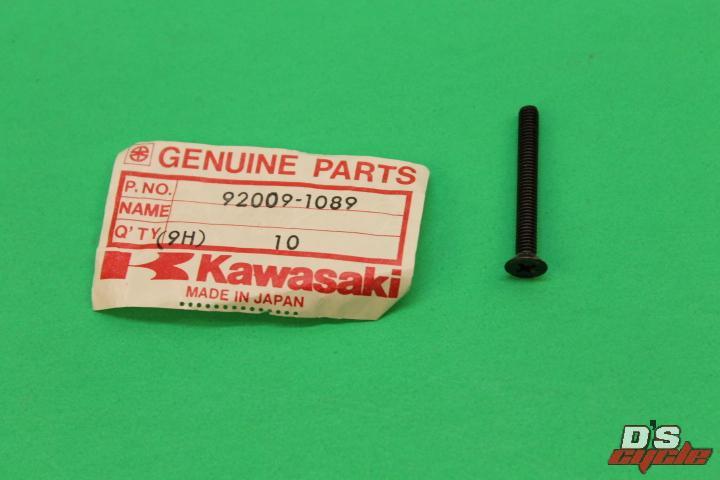 GENUINE PARTS
P. NO. 92009-1089
NAME
Q'TY (9H) 10
Kawasaki
MADE IN JAPAN
D'S
cycle